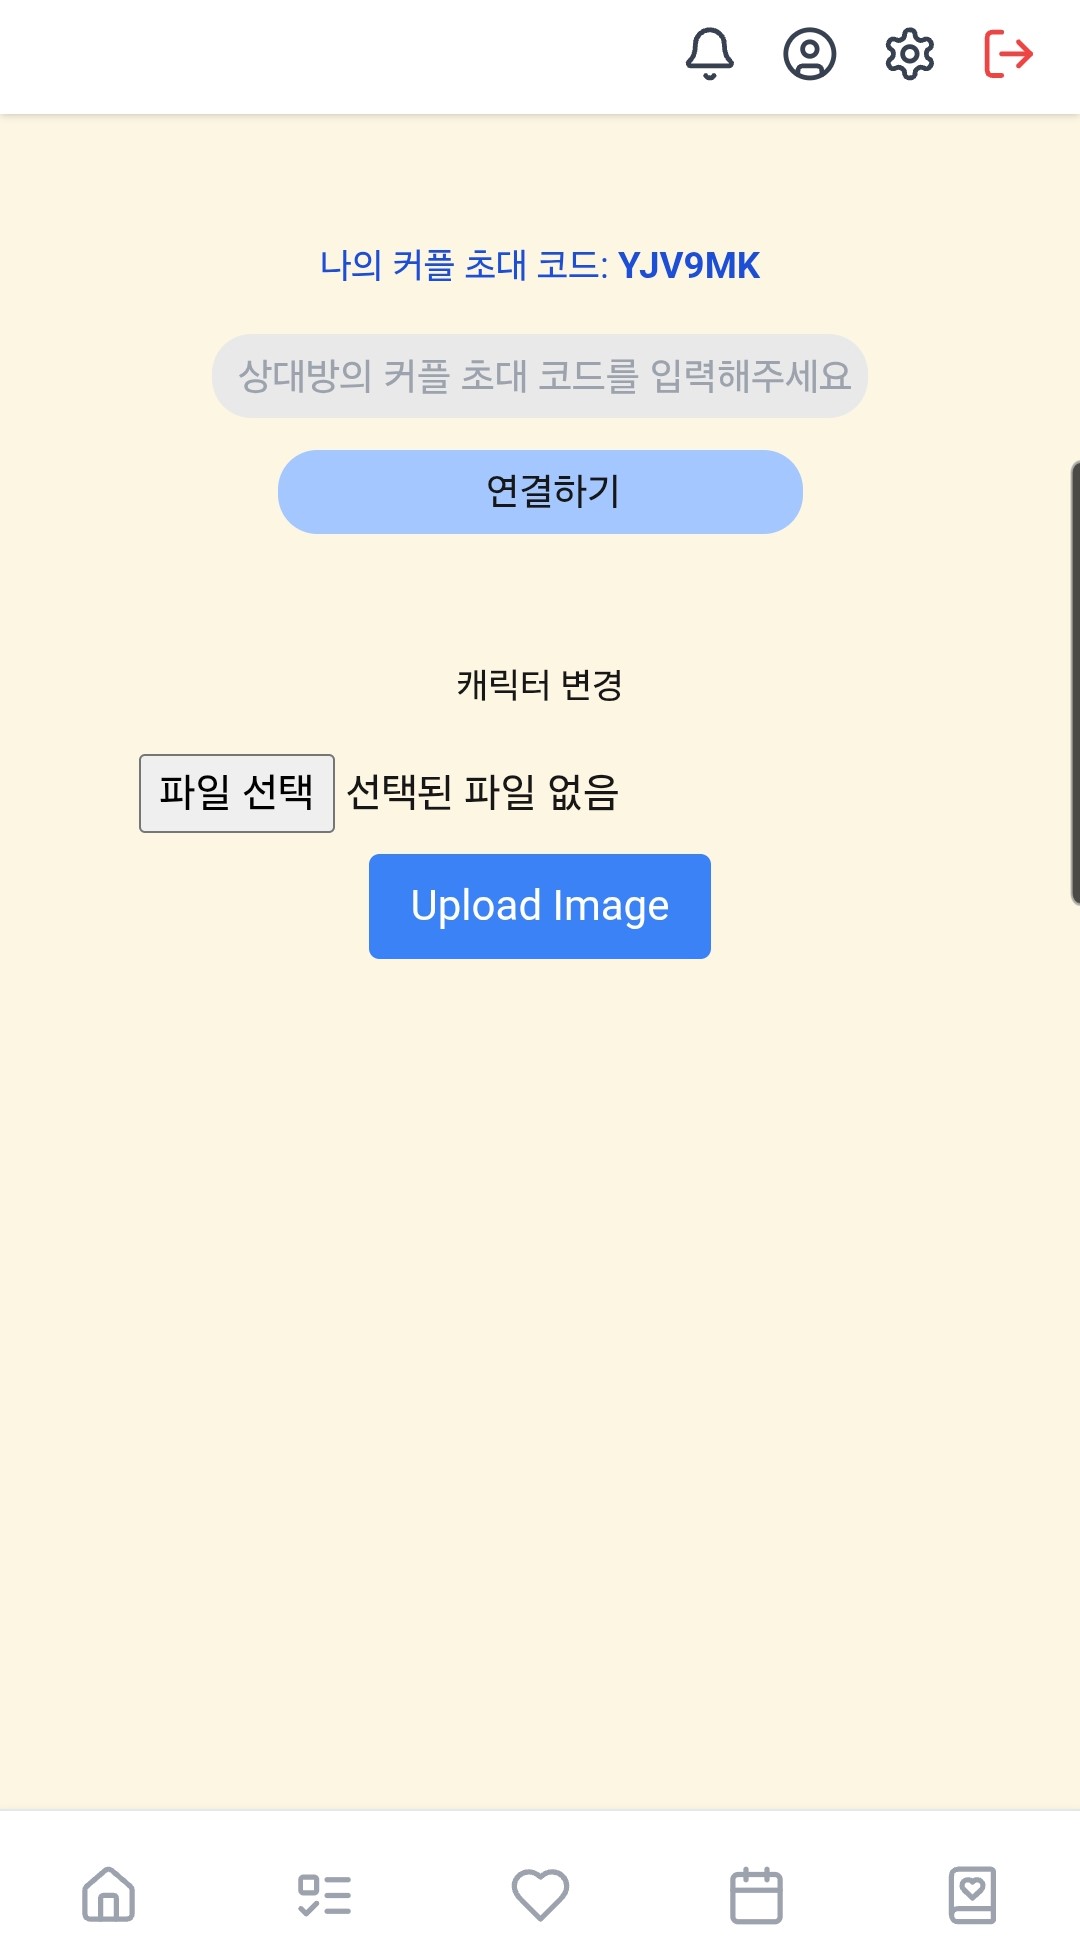 나의 커플 초대 코드: YJV9MK
상대방의 커플 초대 코드를 입력해주세요
연결하기
캐릭터 변경
파일 선택 선택된 파일 없음
Upload Image